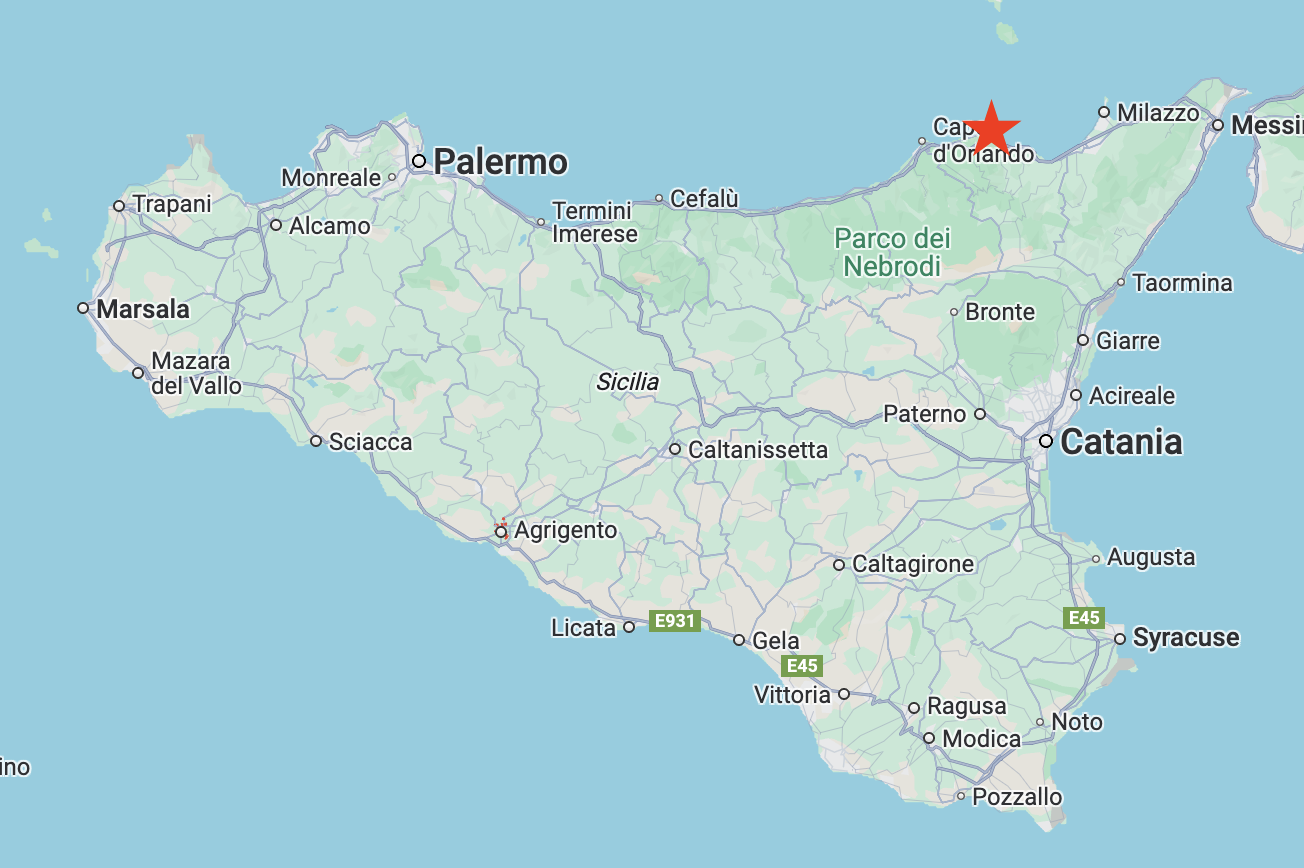 Milazzo
Messi
Cap
d'Orlando
Palermo
Monreale
Trapani
Cefalù
Termini
Imerese
Alcamo
Parco dei
Nebrodi
Taormina
Marsala
Bronte
Giarre
Mazara
del Vallo
Sicilia
Acireale
Paterno
Sciacca
Catania
Caltanissetta
Agrigento
Augusta
Caltagirone
E45
E931
Licata
Syracuse
Gela
E45
Vittoria
Ragusa
Noto
Modica
ino
Pozzallo